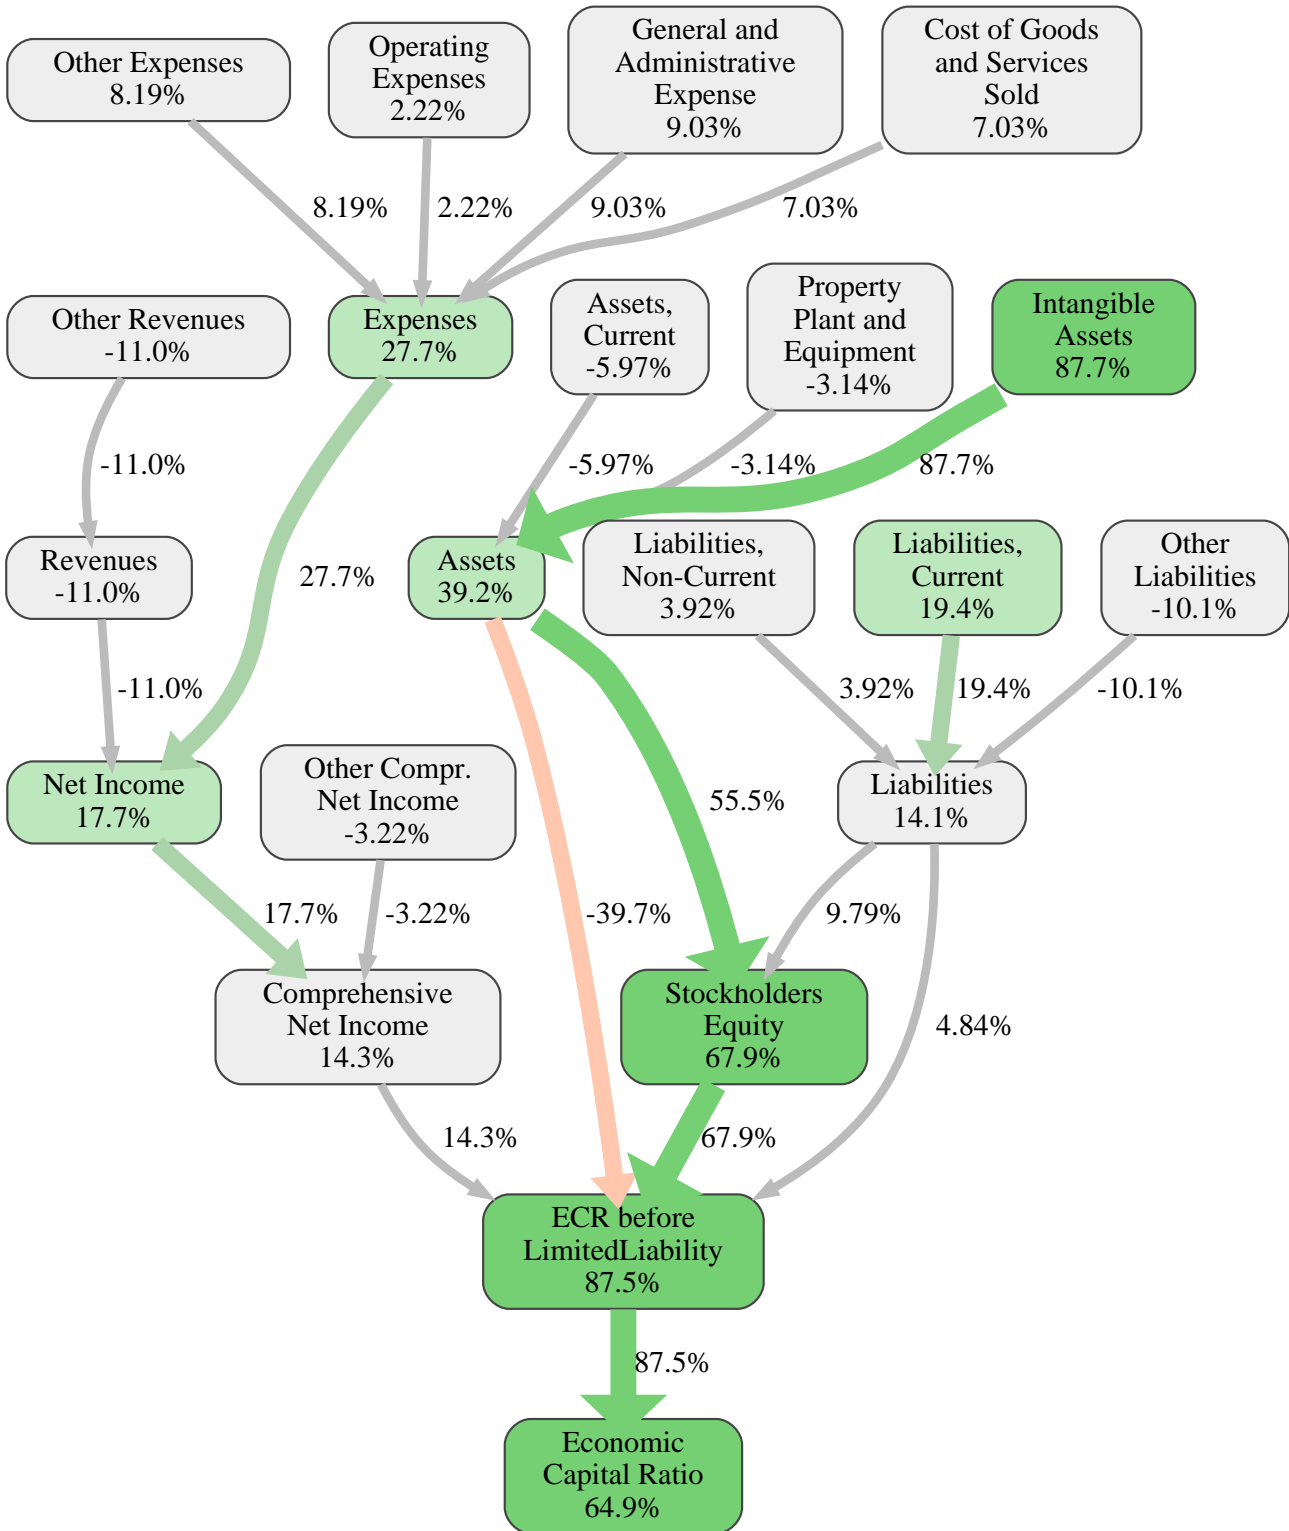 Other Expenses
8.19%
Operating
Expenses
2.22%
General and
Administrative
Expense
9.03%
Cost of Goods
and Services
Sold
7.03%
8.19%
2.22%
9.03%
7.03%
Other Revenues
-11.0%
Expenses
27.7%
Assets,
Current
-5.97%
Property
Plant and
Equipment
-3.14%
Intangible
Assets
87.7%
-11.0%
-5.97%
-3.14%
87.7%
Revenues
-11.0%
27.7%
Assets
39.2%
Liabilities,
Non-Current
3.92%
Liabilities,
Current
19.4%
Other
Liabilities
-10.1%
-11.0%
3.92%
19.4%
-10.1%
Net Income
17.7%
Other Compr.
Net Income
-3.22%
55.5%
Liabilities
14.1%
17.7%
-3.22%
-39.7%
9.79%
Comprehensive
Net Income
14.3%
Stockholders
Equity
67.9%
4.84%
14.3%
67.9%
ECR before
LimitedLiability
87.5%
87.5%
Economic
Capital Ratio
64.9%